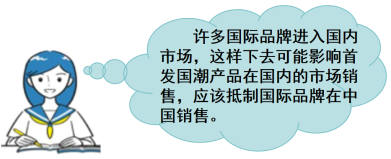 许多国际品牌进入国内
市场，这样下去可能影响首
发国潮产品在国内的市场销
售，应该抵制国际品牌在中
国销售。